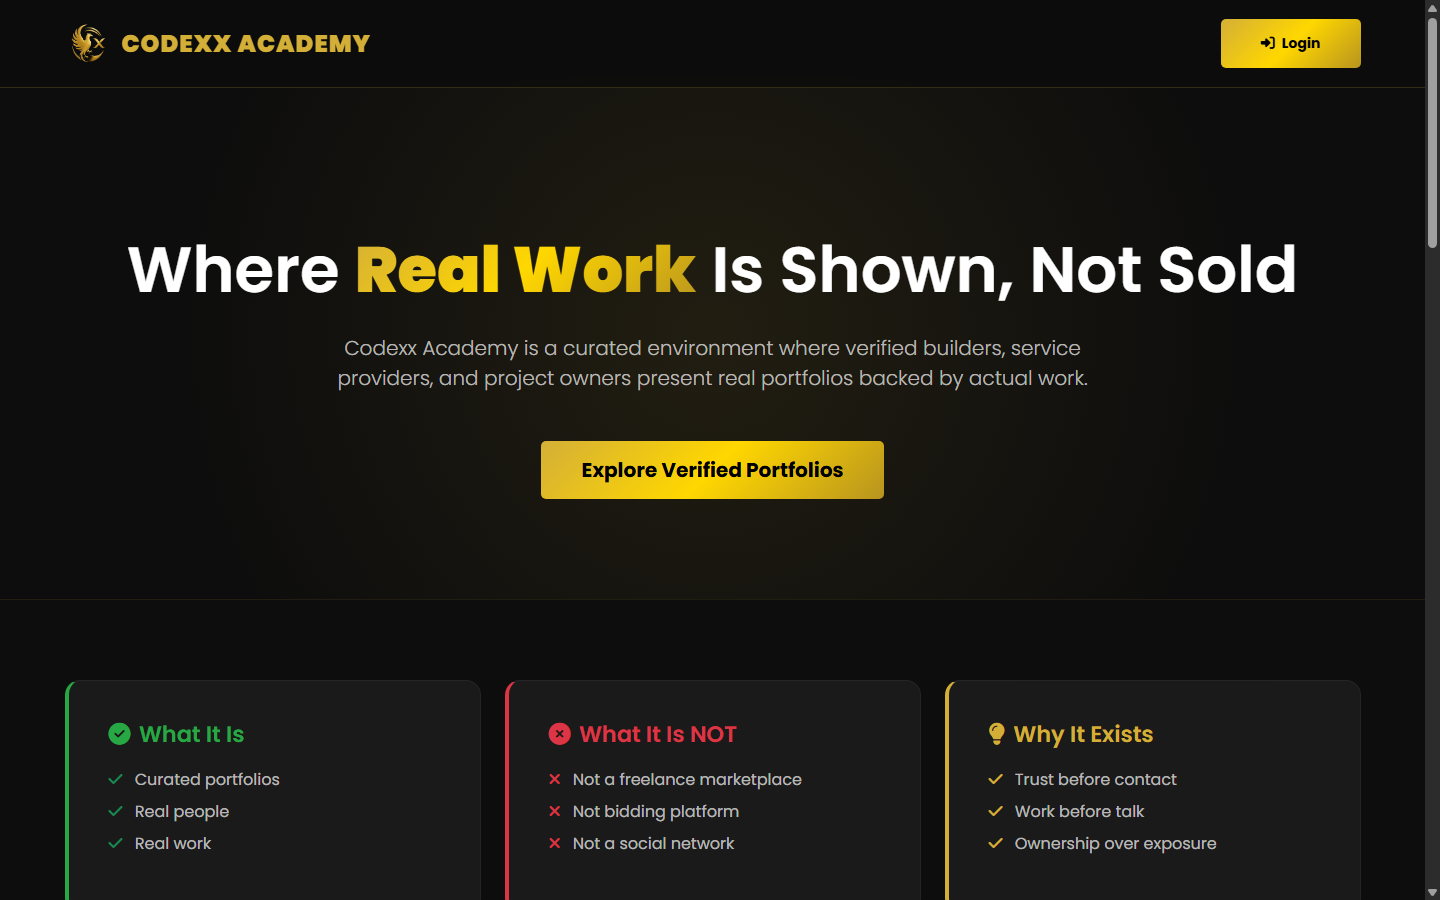 CODEXX ACADEMY
Login
Where Real Work Is Shown, Not Sold
Codexx Academy is a curated environment where verified builders, service
providers, and project owners present real portfolios backed by actual work.
Explore Verified Portfolios
What It Is
Curated portfolios
Real people
Real work
What It Is NOT
Not a freelance marketplace
Not bidding platform
Not a social network
Why It Exists
Trust before contact
Work before talk
Ownership over exposure